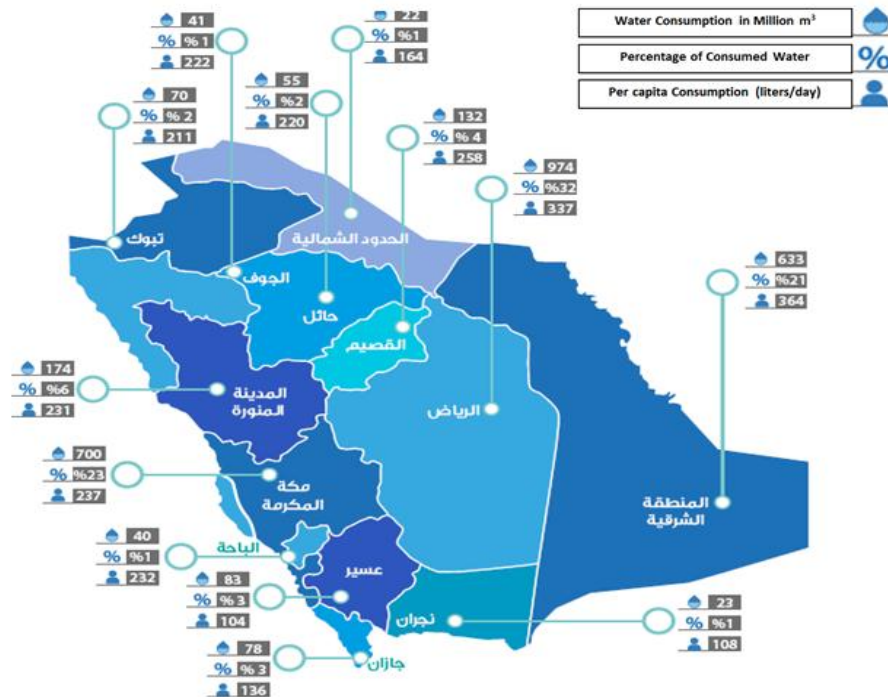 Water Consumption in Million m³
%
Percentage of Consumed Water
Per capita Consumption (liters/day)
41
% %1
222
22
% %1
164
70
% %2
211
55
% %2
220
132
% %4
258
974
% %32
337
633
% %21
364
الحدود الشمالية
تبوك
الجوف
حائل
القصيم
174
% %6
231
المدينة
المنورة
الرياض
700
% %23
237
مكة
المكرمة
المنطقة
الشرقية
40
% %1
232
الباحة
عسير
83
% %3
104
نجران
23
% %1
108
78
% %3
136
جازان